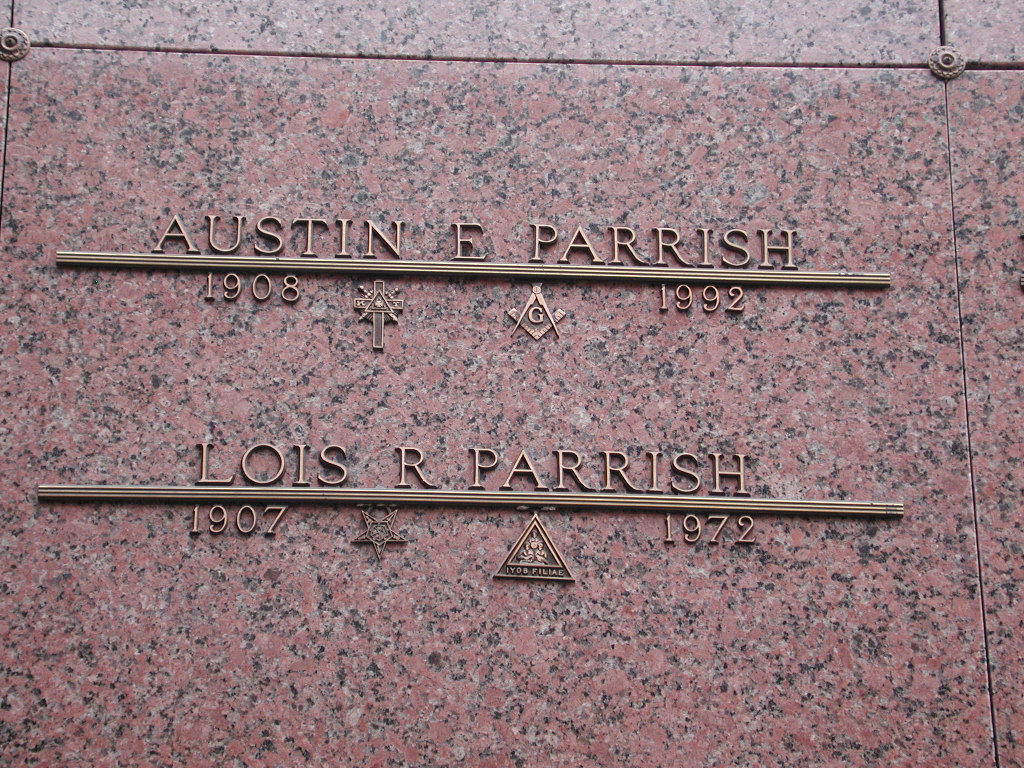 AUSTIN E PARRISH
1908 G 1992
LOIS R PARRISH
1907 1972
IYOB FILIAE